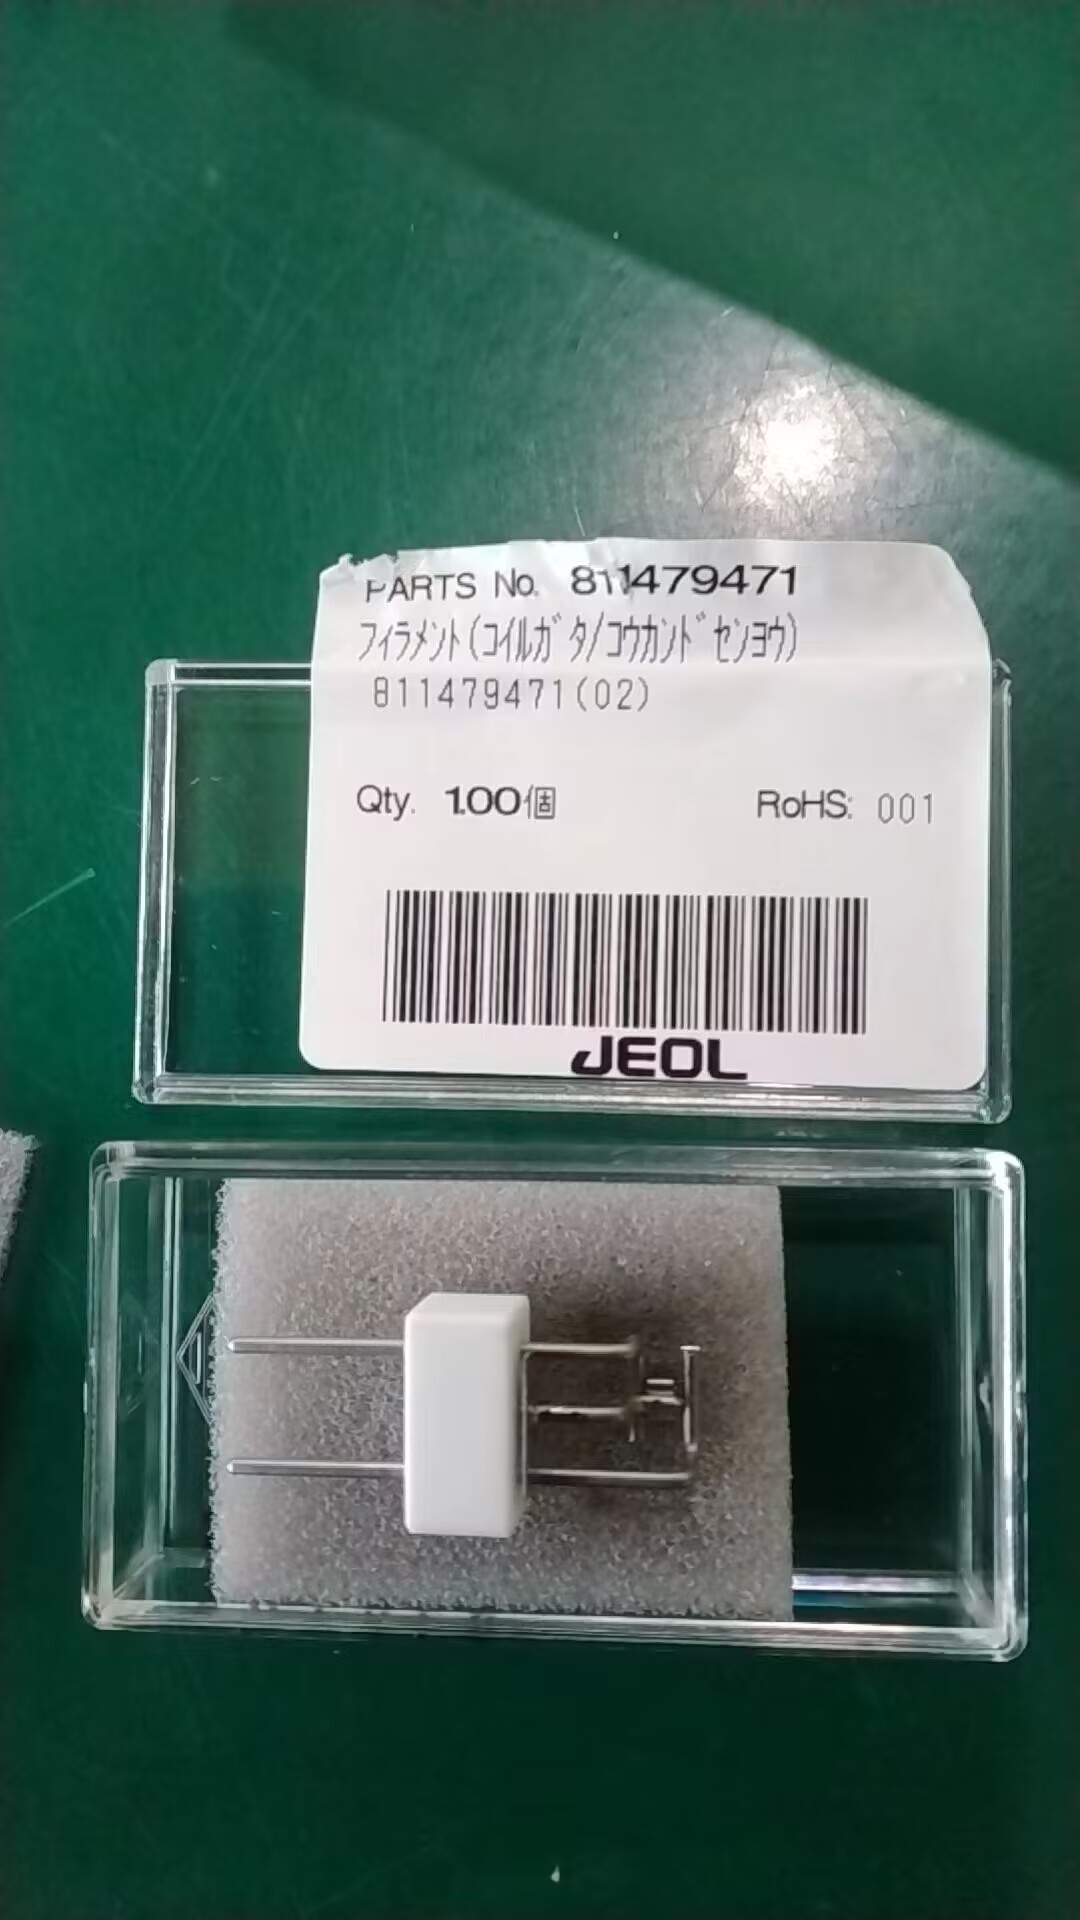 PARTS No. 811479471
フィラメント(コイルガタ/コウカンドセンヨウ)
811479471(02)
Qty. 1.00個
RoHS: 001
JEOL